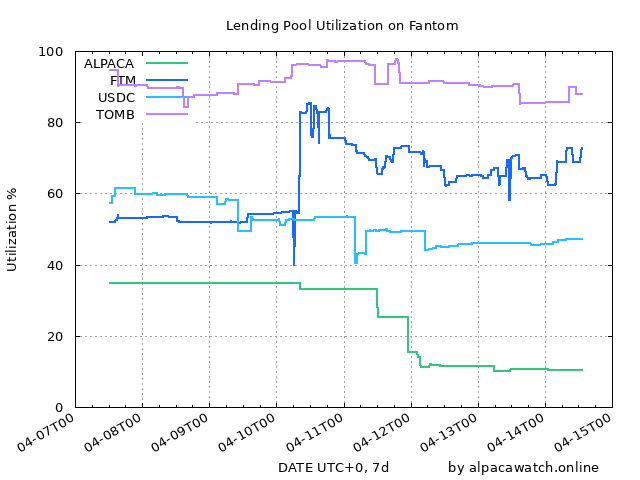 Lending Pool Utilization on Fantom
ALPACA
FTM
USDC
TOMB
Utilization %
100
80
60
40
20
0
04-07T00
04-08T00
04-09T00
04-10T00
04-11T00
04-12T00
04-13T00
04-14T00
04-15T00
DATE UTC+0, 7d
by alpacawatch.online